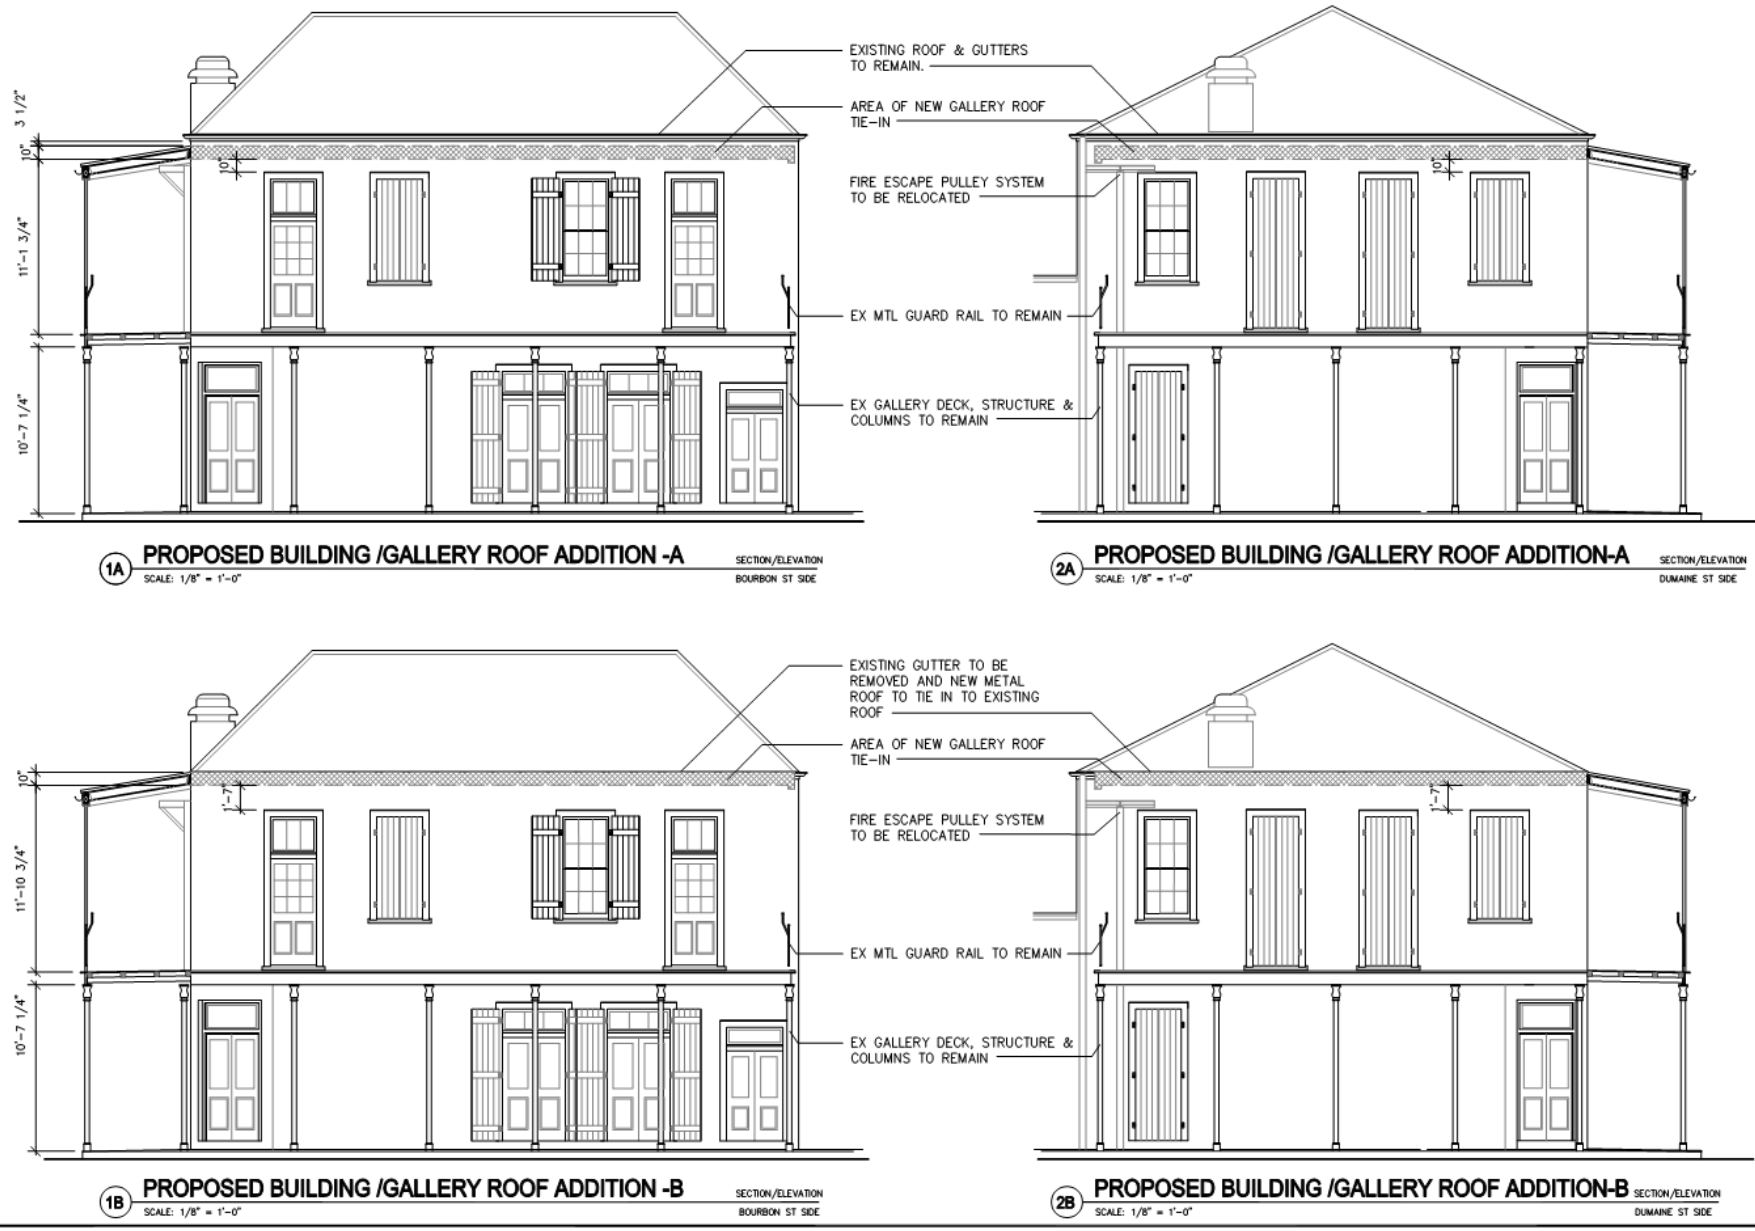 EXISTING ROOF & GUTTERS
TO REMAIN.
AREA OF NEW GALLERY ROOF
TIE-IN
FIRE ESCAPE PULLEY SYSTEM
TO BE RELOCATED
EX MTL GUARD RAIL TO REMAIN
EX GALLERY DECK, STRUCTURE &
COLUMNS TO REMAIN
3 1/2"
10"
11'-1 3/4"
10'-7 1/4"
10"
10"
1A PROPOSED BUILDING /GALLERY ROOF ADDITION -A SECTION/ELEVATION
SCALE: 1/8" = 1'-0" BOURBON ST SIDE
2A PROPOSED BUILDING /GALLERY ROOF ADDITION-A SECTION/ELEVATION
SCALE: 1/8" = 1'-0" DUMAINE ST SIDE
EXISTING GUTTER TO BE
REMOVED AND NEW METAL
ROOF TO TIE IN TO EXISTING
ROOF
AREA OF NEW GALLERY ROOF
TIE-IN
FIRE ESCAPE PULLEY SYSTEM
TO BE RELOCATED
EX MTL GUARD RAIL TO REMAIN
EX GALLERY DECK, STRUCTURE &
COLUMNS TO REMAIN
10"
11'-10 3/4"
10'-7 1/4"
1'-7"
1'-7"
1B PROPOSED BUILDING /GALLERY ROOF ADDITION -B SECTION/ELEVATION
SCALE: 1/8" = 1'-0" BOURBON ST SIDE
2B PROPOSED BUILDING /GALLERY ROOF ADDITION-B SECTION/ELEVATION
SCALE: 1/8" = 1'-0" DUMAINE ST SIDE